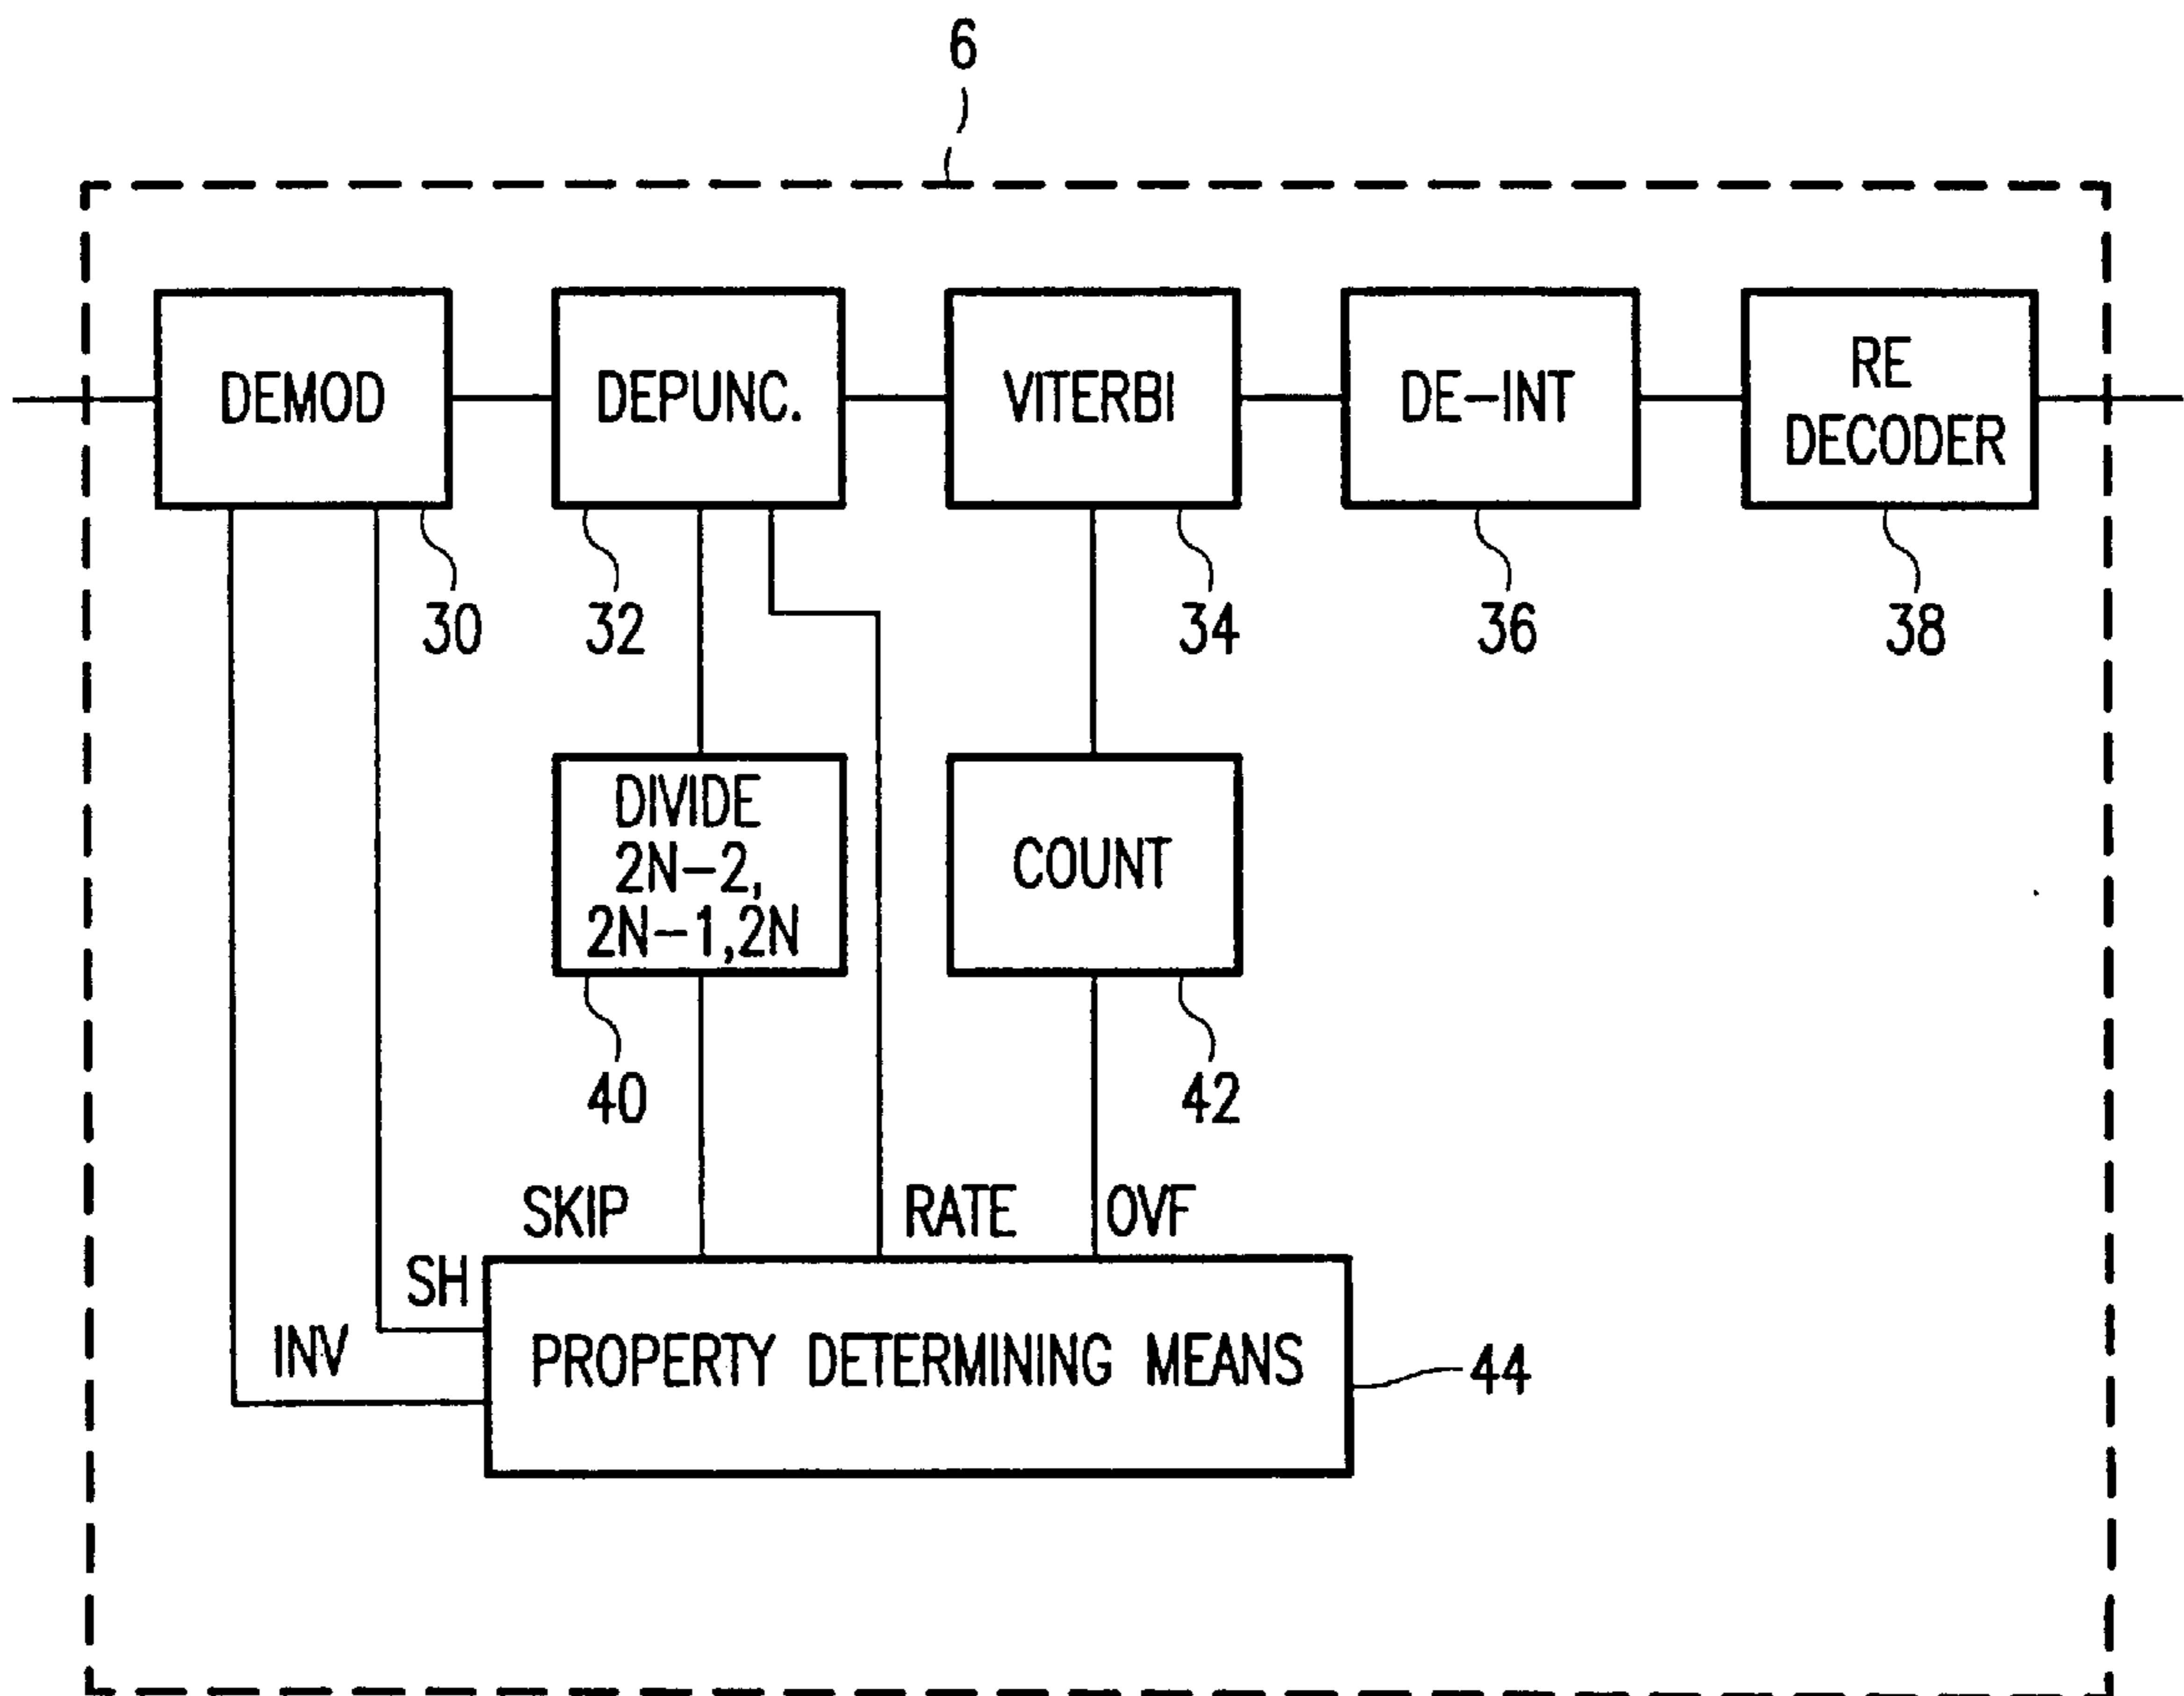 6
DEMOD
DEPUNC.
VITERBI
DE-INT
RE
DECODER
30
32
34
36
38
DIVIDE
2N-2,
2N-1,2N
COUNT
40
42
SKIP
RATE
OVF
SH
INV
PROPERTY DETERMINING MEANS
44